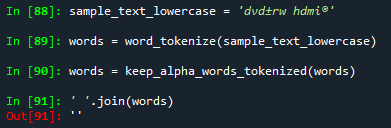 In [88]: sample_text_lowercase = 'dvd±rw hdmi®'
In [89]: words = word_tokenize(sample_text_lowercase)
In [90]: words = keep_alpha_words_tokenized(words)
In [91]: ' '.join(words)
Out[91]: ''